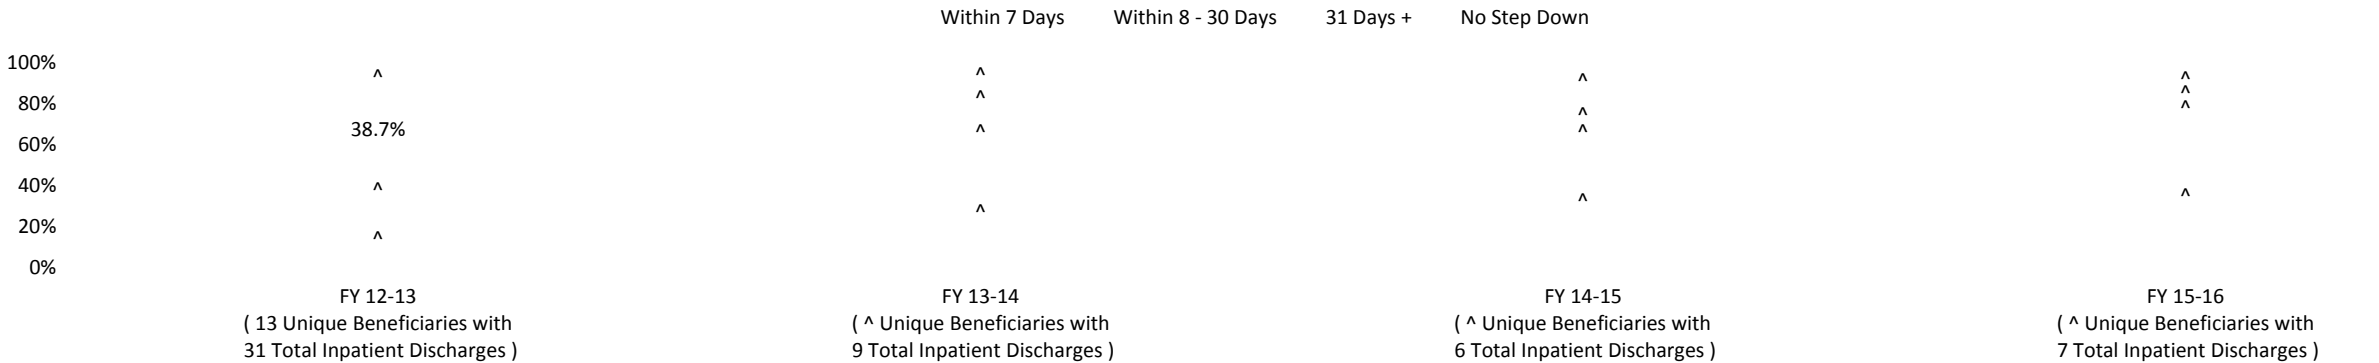 Within 7 Days Within 8 - 30 Days 31 Days + No Step Down
100%
^ ^ ^ ^
^ ^
80%
^ ^
38.7% ^ ^
60%
40%
^ ^ ^
^
20%
^
0%
FY 12-13 FY 13-14 FY 14-15 FY 15-16
( 13 Unique Beneficiaries with ( ^ Unique Beneficiaries with ( ^ Unique Beneficiaries with ( ^ Unique Beneficiaries with
31 Total Inpatient Discharges ) 9 Total Inpatient Discharges ) 6 Total Inpatient Discharges ) 7 Total Inpatient Discharges )